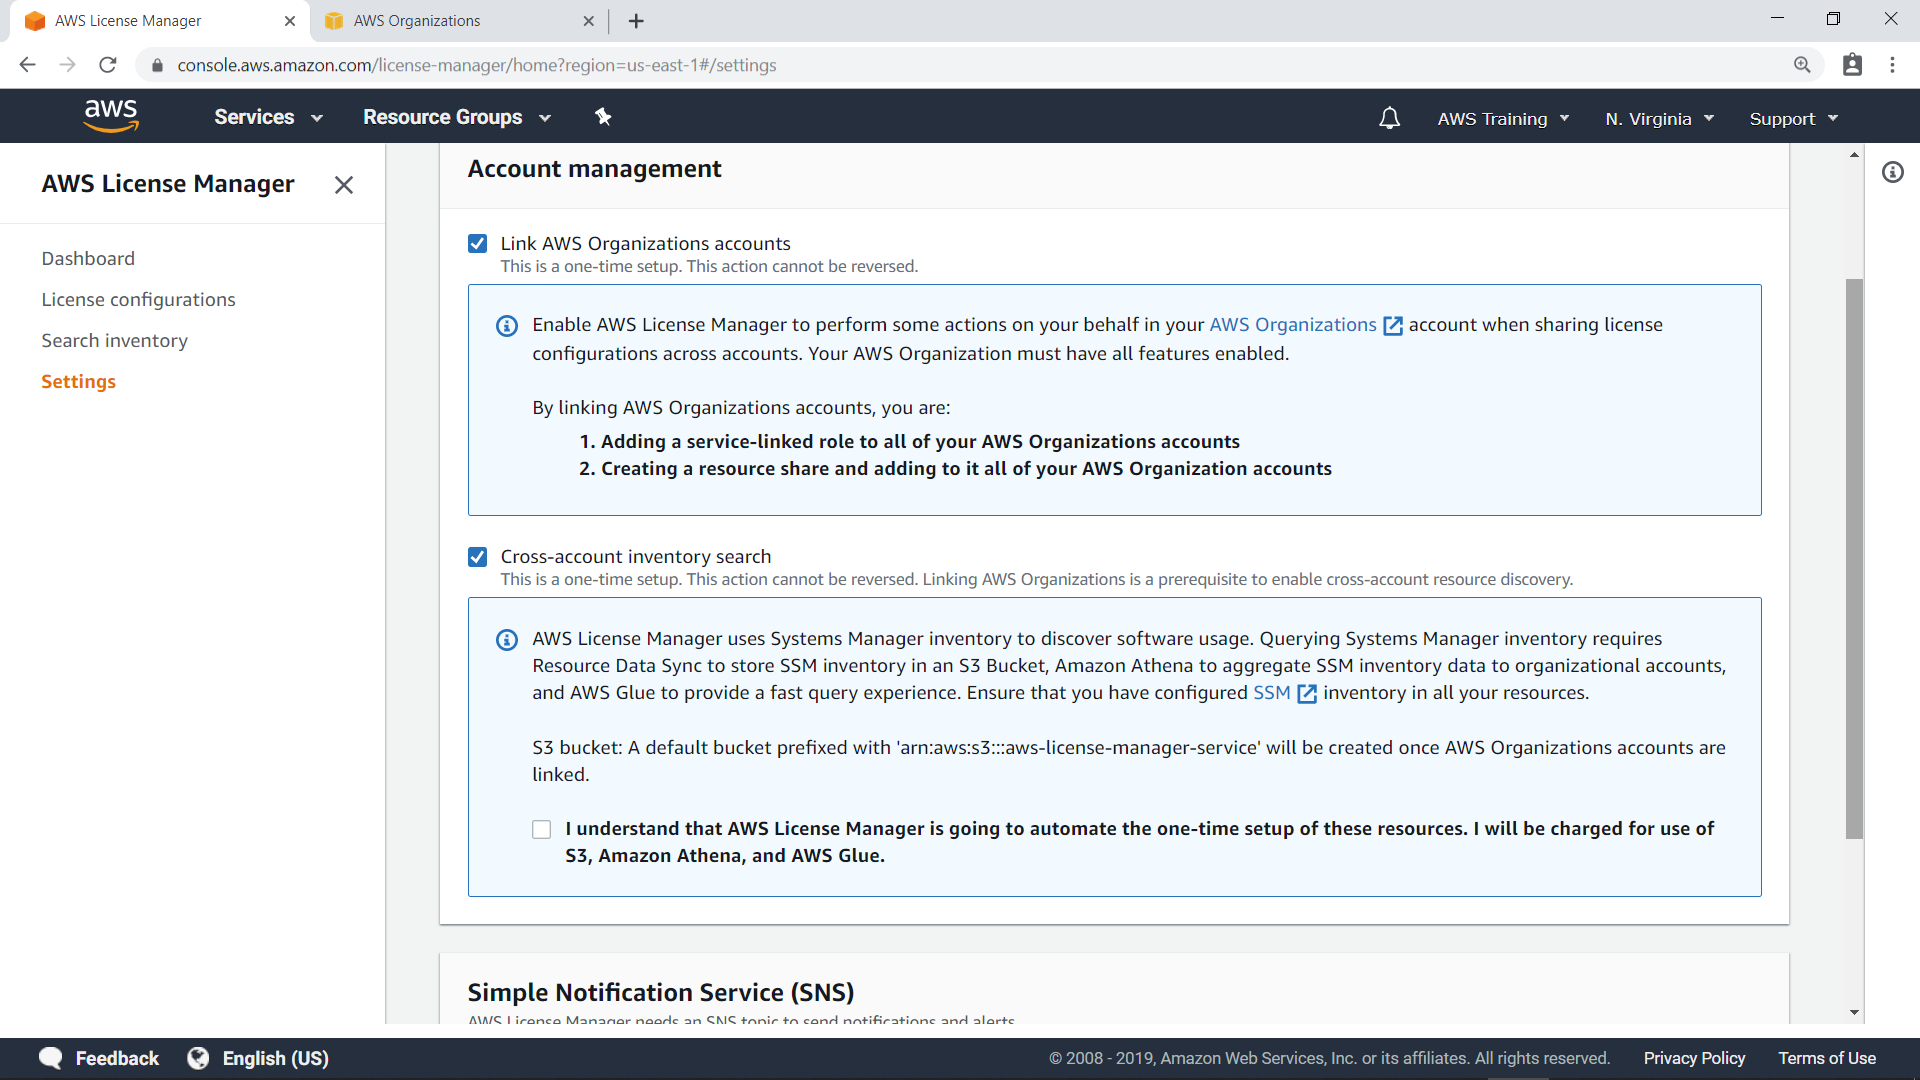 AWS License Manager
AWS Organizations
console.aws.amazon.com/license-manager/home?region=us-east-1#/settings
aws
Services
Resource Groups
AWS Training
N. Virginia
Support
AWS License Manager
Dashboard
License configurations
Search inventory
Settings
Account management
Link AWS Organizations accounts
This is a one-time setup. This action cannot be reversed.
Enable AWS License Manager to perform some actions on your behalf in your AWS Organizations account when sharing license
configurations across accounts. Your AWS Organization must have all features enabled.
By linking AWS Organizations accounts, you are:
1. Adding a service-linked role to all of your AWS Organizations accounts
2. Creating a resource share and adding to it all of your AWS Organization accounts
Cross-account inventory search
This is a one-time setup. This action cannot be reversed. Linking AWS Organizations is a prerequisite to enable cross-account resource discovery.
AWS License Manager uses Systems Manager inventory to discover software usage. Querying Systems Manager inventory requires
Resource Data Sync to store SSM inventory in an S3 Bucket, Amazon Athena to aggregate SSM inventory data to organizational accounts,
and AWS Glue to provide a fast query experience. Ensure that you have configured SSM inventory in all your resources.
S3 bucket: A default bucket prefixed with 'arn:aws:s3:::aws-license-manager-service' will be created once AWS Organizations accounts are
linked.
I understand that AWS License Manager is going to automate the one-time setup of these resources. I will be charged for use of
S3, Amazon Athena, and AWS Glue.
Simple Notification Service (SNS)
AWS License Manager needs an SNS topic to send notifications and alerts
Feedback
English (US)
© 2008 - 2019, Amazon Web Services, Inc. or its affiliates. All rights reserved.
Privacy Policy
Terms of Use